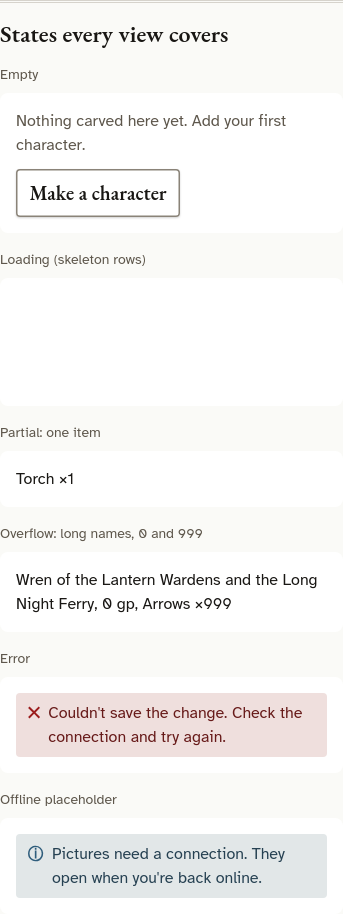 States every view covers
Empty
Nothing carved here yet. Add your first
character.
Make a character
Loading (skeleton rows)
Partial: one item
Torch ×1
Overflow: long names, 0 and 999
Wren of the Lantern Wardens and the Long
Night Ferry, 0 gp, Arrows ×999
Error
Couldn't save the change. Check the
connection and try again.
Offline placeholder
Pictures need a connection. They
open when you're back online.